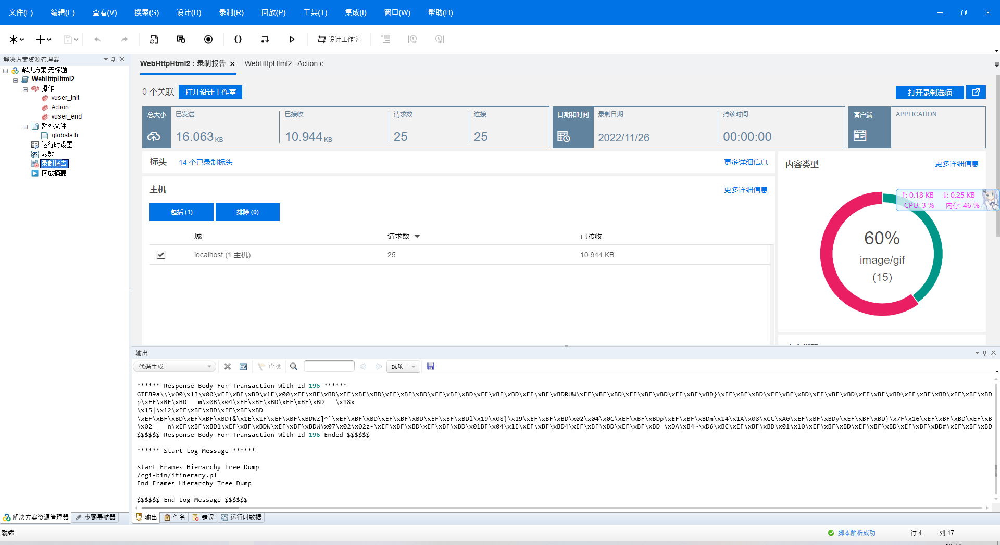 文件(F) 编辑(E) 查看(V) 搜索(S) 设计(D) 录制(R) 回放(P) 工具(T) 集成(I) 窗口(W) 帮助(H)
设计工作室
解决方案资源管理器
解决方案 无标题
WebHttpHtml2
操作
vuser_init
Action
vuser_end
额外文件
globals.h
运行时设置
参数
录制报告
回放摘要
WebHttpHtml2 : 录制报告 WebHttpHtml2 : Action.c
0 个关联 打开设计工作室 打开录制选项
总大小 已发送 已接收 请求数 连接 日期和时间 录制日期 持续时间 客户端 APPLICATION
16.063 KB 10.944 KB 25 25 2022/11/26 00:00:00
标头 14 个已录制标头 更多详细信息
内容类型 更多详细信息
主机 更多详细信息
↑: 0.18 KB ↓: 0.25 KB
CPU: 3 % 内存: 46 %
包括 (1) 排除 (0)
域 请求数 已接收
localhost (1 主机) 25 10.944 KB
60%
image/gif
(15)
输出
代码生成 查找 选项
****** Response Body For Transaction With Id 196 ******
GIF89a\\\x00\x13\x00\xEF\xBF\xBD\x1F\x00\xEF\xBF\xBD\xEF\xBF\xBD\xEF\xBF\xBD\xEF\xBF\xBD\xEF\xBF\xBD\xEF\xBF\xBDRUW\xEF\xBF\xBD\xEF\xBF\xBD\xEF\xBF\xBD}\xEF\xBF\xBD\xEF\xBF\xBD\xEF\xBF\xBD\xEF\xBF\xBD\xEF\xBF\xBD\xEF\xBF\xBD
p\xEF\xBF\xBD m\x0B\x04\xEF\xBF\xBD\xEF\xBF\xBD \x18x
\x15|\x12\xEF\xBF\xBD\xEF\xBF\xBD
\xEF\xBF\xBD\xEF\xBF\xBDT&\x1E\x1F\xEF\xBF\xBDWZ]^`\xEF\xBF\xBD\xEF\xBF\xBD\xEF\xBF\xBDl\x19\x08}\x19\xEF\xBF\xBD\x02\x04\x0C\xEF\xBF\xBDp\xEF\xBF\xBDm\x14\x1A\x08\xCC\xA0\xEF\xBF\xBDy\xEF\xBF\xBD}\x7F\x16\xEF\xBF\xBD\xEF\xB
\x02 n\xEF\xBF\xBD1\xEF\xBF\xBDW\xEF\xBF\xBDW\x07\x02\x02z-\xEF\xBF\xBD\xEF\xBF\xBD\x01BF\x04\x1E\xEF\xBF\xBD4\xEF\xBF\xBD\xEF\xBF\xBD \xDA\xB4~\xD6\xBC\xEF\xBF\xBD\x01\x10\xEF\xBF\xBD\xEF\xBF\xBD\xEF\xBF\xBD#\xEF\xBF\xBD
$$$$$$ Response Body For Transaction With Id 196 Ended $$$$$$
****** Start Log Message ******
Start Frames Hierarchy Tree Dump
/cgi-bin/itinerary.pl
End Frames Hierarchy Tree Dump
$$$$$$ End Log Message $$$$$$
解决方案资源管理器 步骤导航器 输出 任务 错误 运行时数据
就绪 脚本解析成功 行 4 列 17